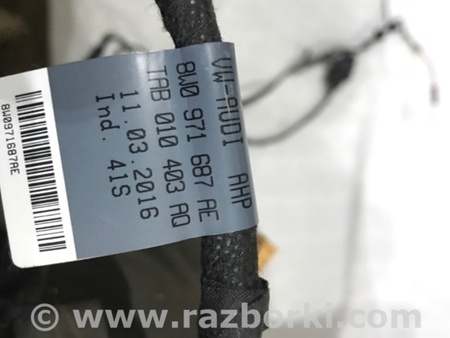 VW-AUDI AHP
8W0 971 687 AE
TAB 010 403 AQ
11.03.2016
Ind. 41S
8W0971687AE
© www.razborki.com